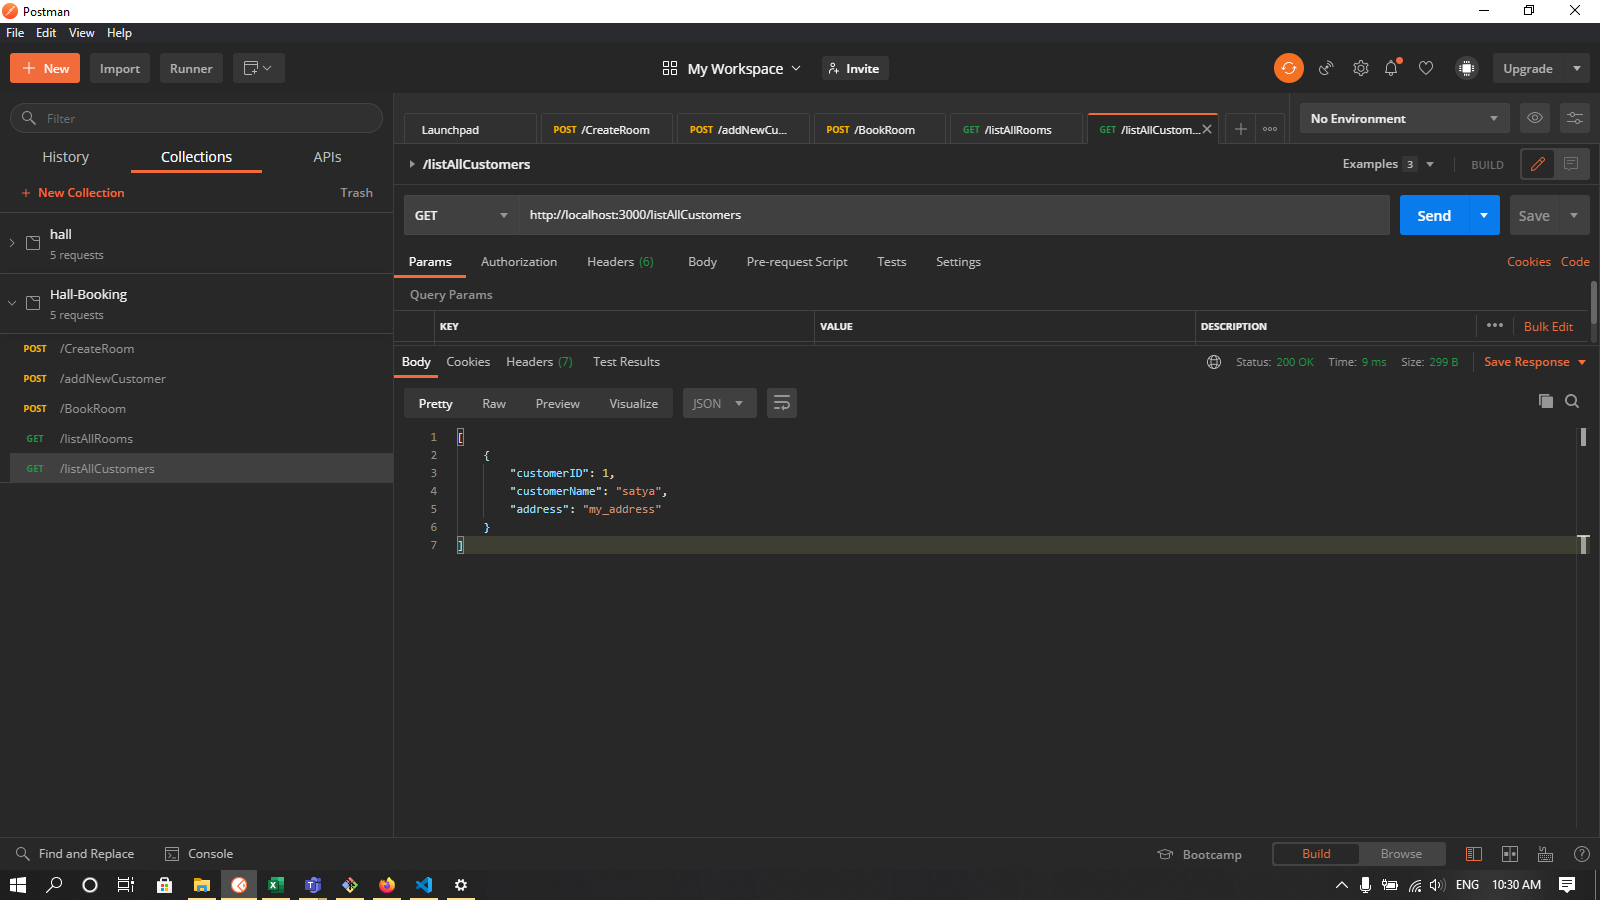 Postman
File Edit View Help
New Import Runner My Workspace Invite Upgrade
Filter
History Collections APIs
New Collection Trash
hall
5 requests
Hall-Booking
5 requests
POST /CreateRoom
POST /addNewCustomer
POST /BookRoom
GET /listAllRooms
GET /listAllCustomers
Launchpad POST /CreateRoom POST /addNewCu... POST /BookRoom GET /listAllRooms GET /listAllCustom... No Environment
/listAllCustomers Examples 3 BUILD
GET http://localhost:3000/listAllCustomers Send Save
Params Authorization Headers (6) Body Pre-request Script Tests Settings Cookies Code
Query Params
KEY VALUE DESCRIPTION Bulk Edit
Body Cookies Headers (7) Test Results Status: 200 OK Time: 9 ms Size: 299 B Save Response
Pretty Raw Preview Visualize JSON
1 [
2 {
3 "customerID": 1,
4 "customerName": "satya",
5 "address": "my_address"
6 }
7 ]
Find and Replace Console Bootcamp Build Browse
ENG 10:30 AM